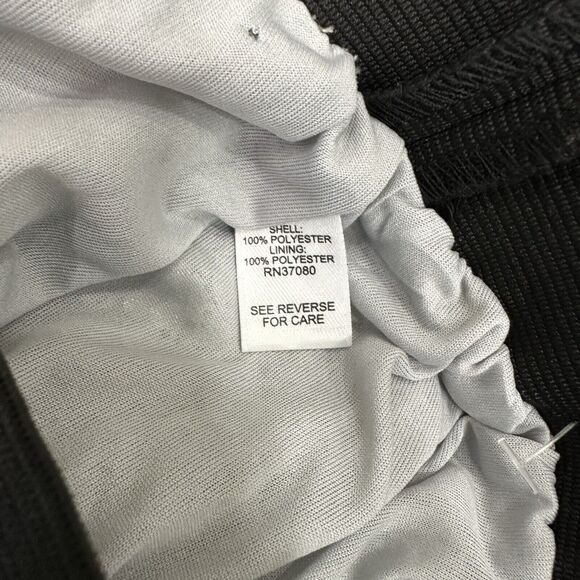 SHELL:
100% POLYESTER
LINING:
100% POLYESTER
RN37080
SEE REVERSE
FOR CARE